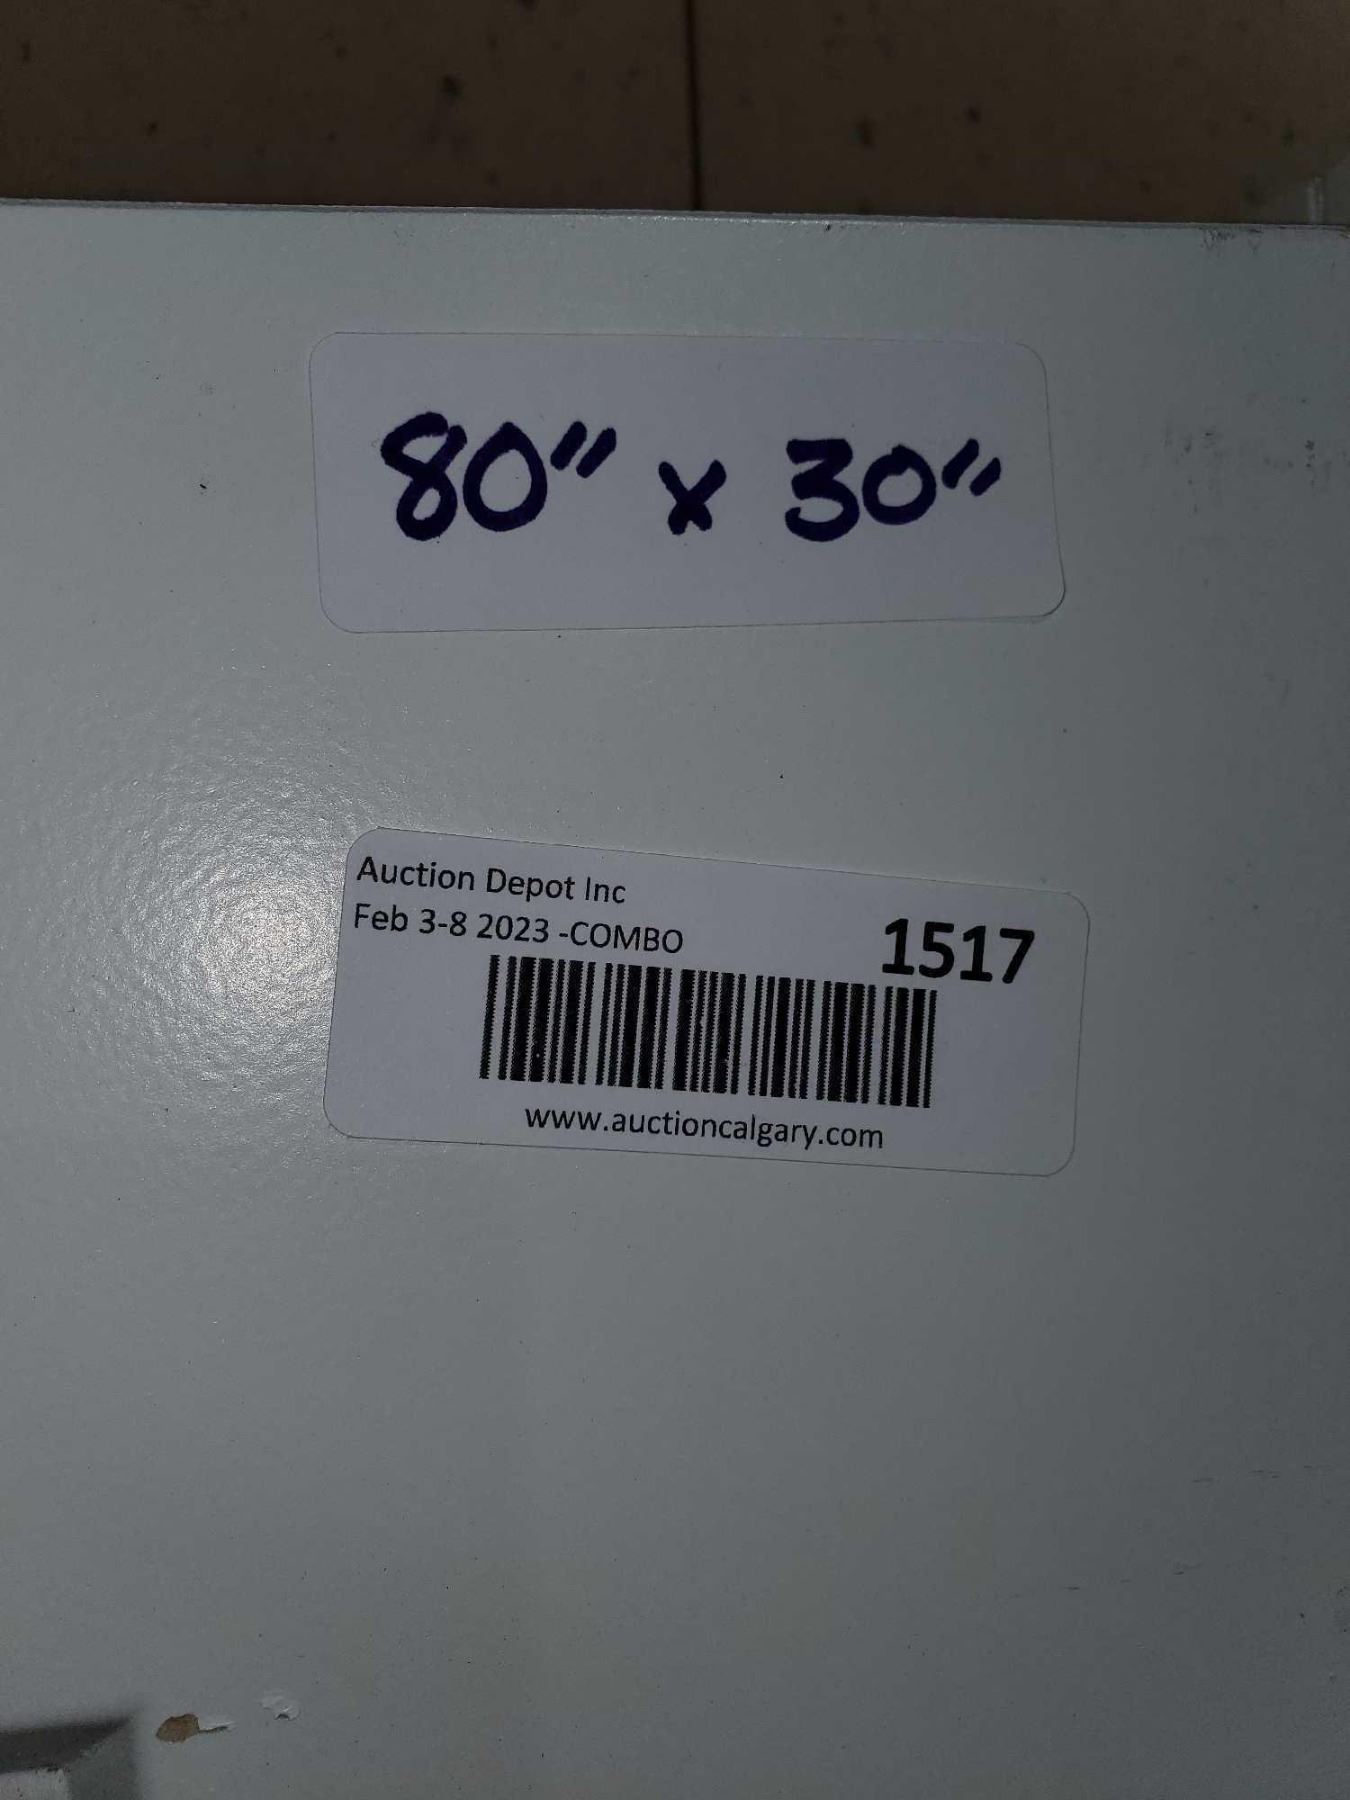 80" x 30"
Auction Depot Inc
Feb 3-8 2023 -COMBO
1517
www.auctioncalgary.com